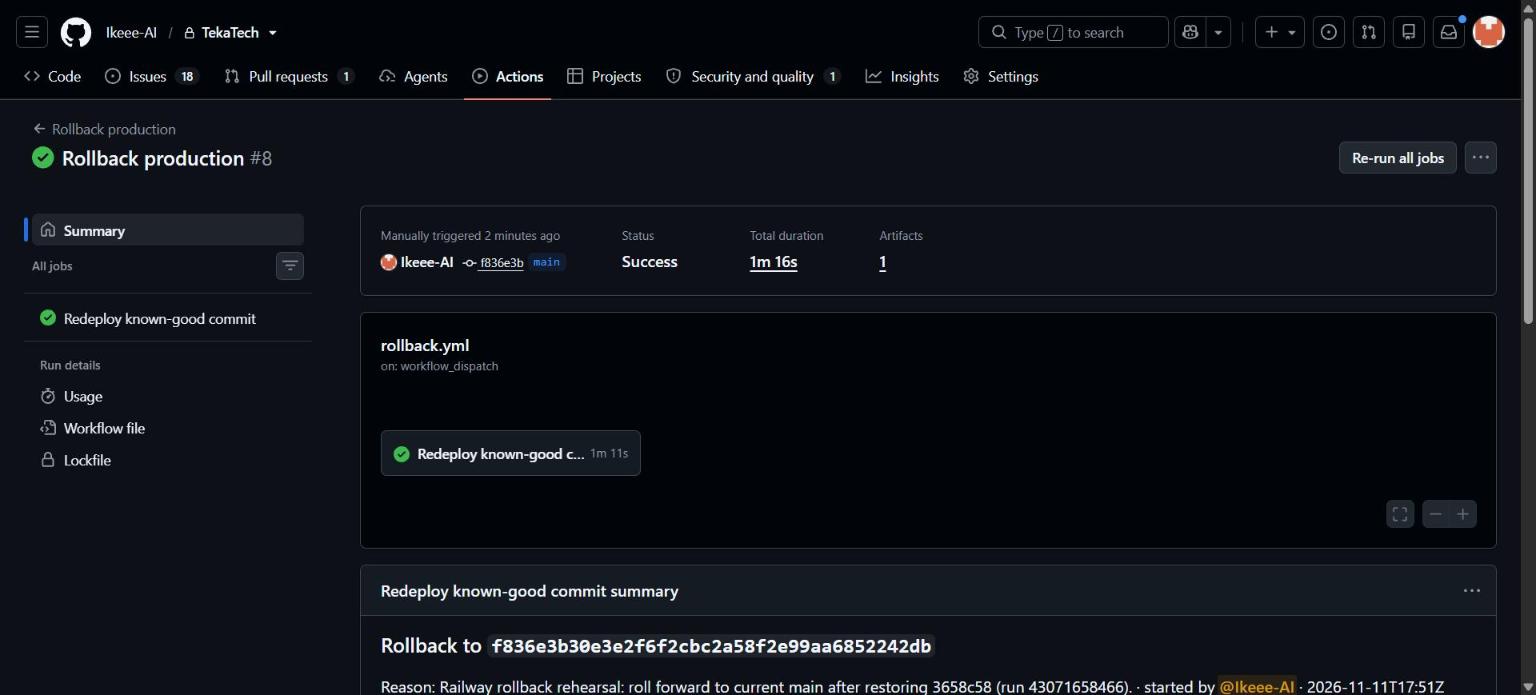 Ikeee-AI / TekaTech
Type / to search
Code Issues 18 Pull requests 1 Agents Actions Projects Security and quality 1 Insights Settings
Rollback production
Rollback production #8
Re-run all jobs
Summary
All jobs
Redeploy known-good commit
Run details
Usage
Workflow file
Lockfile
Manually triggered 2 minutes ago Status Total duration Artifacts
Ikeee-AI f836e3b main Success 1m 16s 1
rollback.yml
on: workflow_dispatch
Redeploy known-good c... 1m 11s
Redeploy known-good commit summary
Rollback to f836e3b30e3e2f6f2cbc2a58f2e99aa6852242db
Reason: Railway rollback rehearsal: roll forward to current main after restoring 3658c58 (run 43071658466). · started by @Ikeee-AI · 2026-11-11T17:51Z